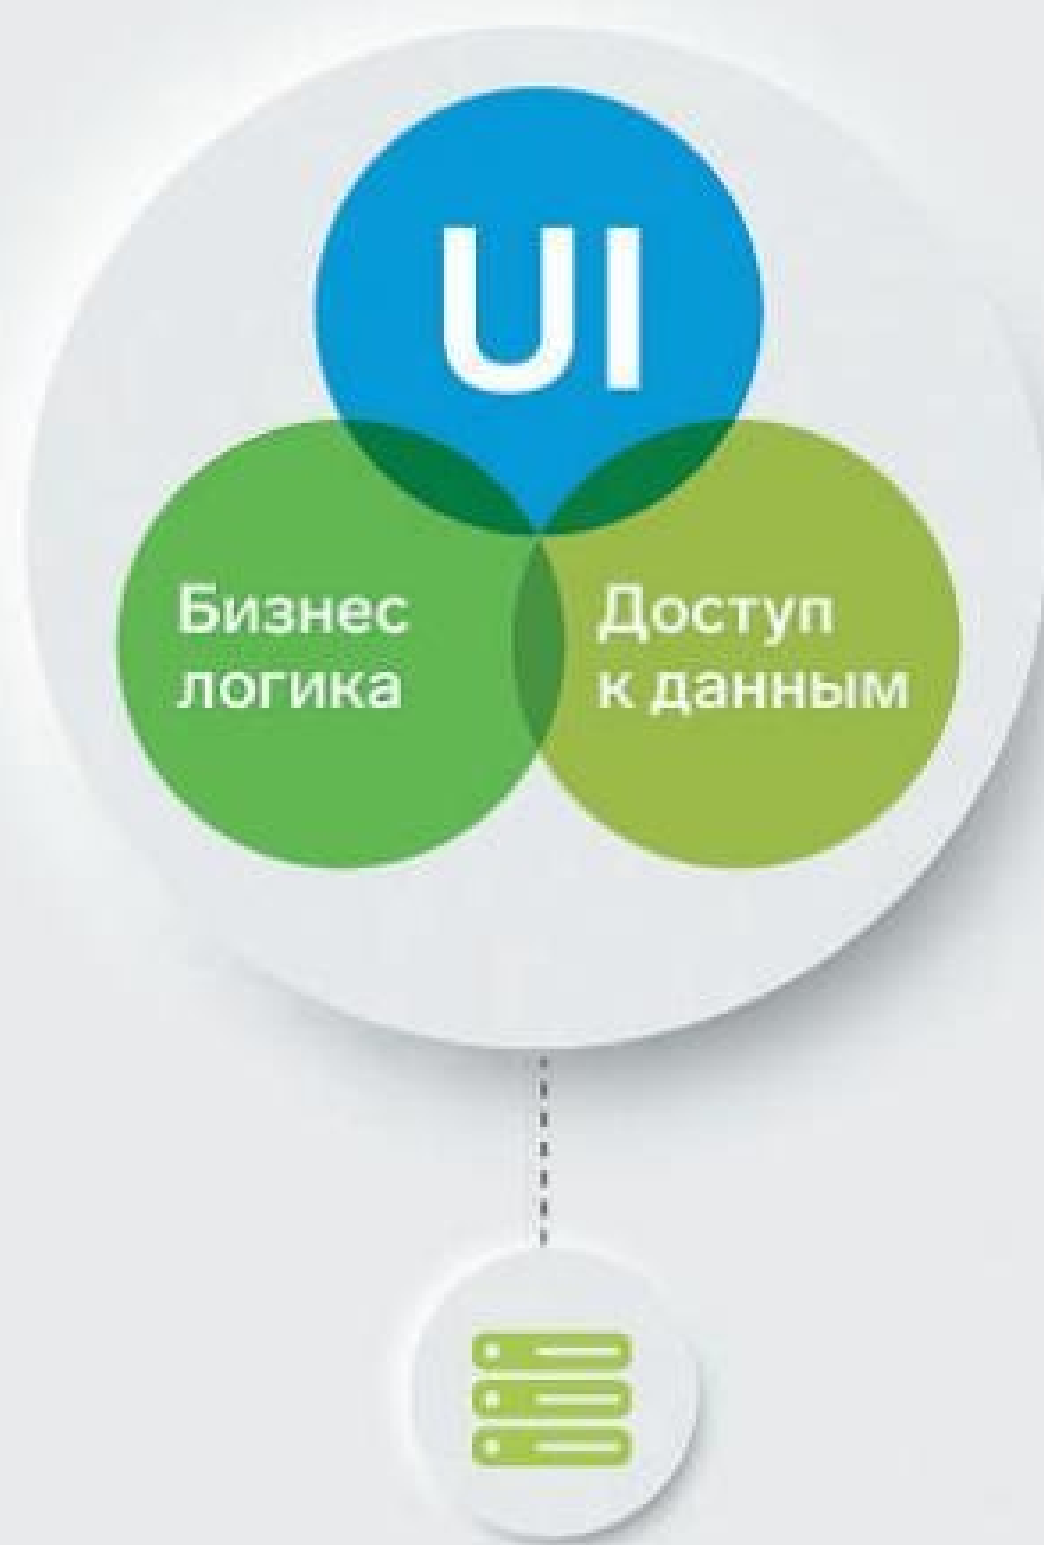 UI
Бизнес
логика
Доступ
к данным